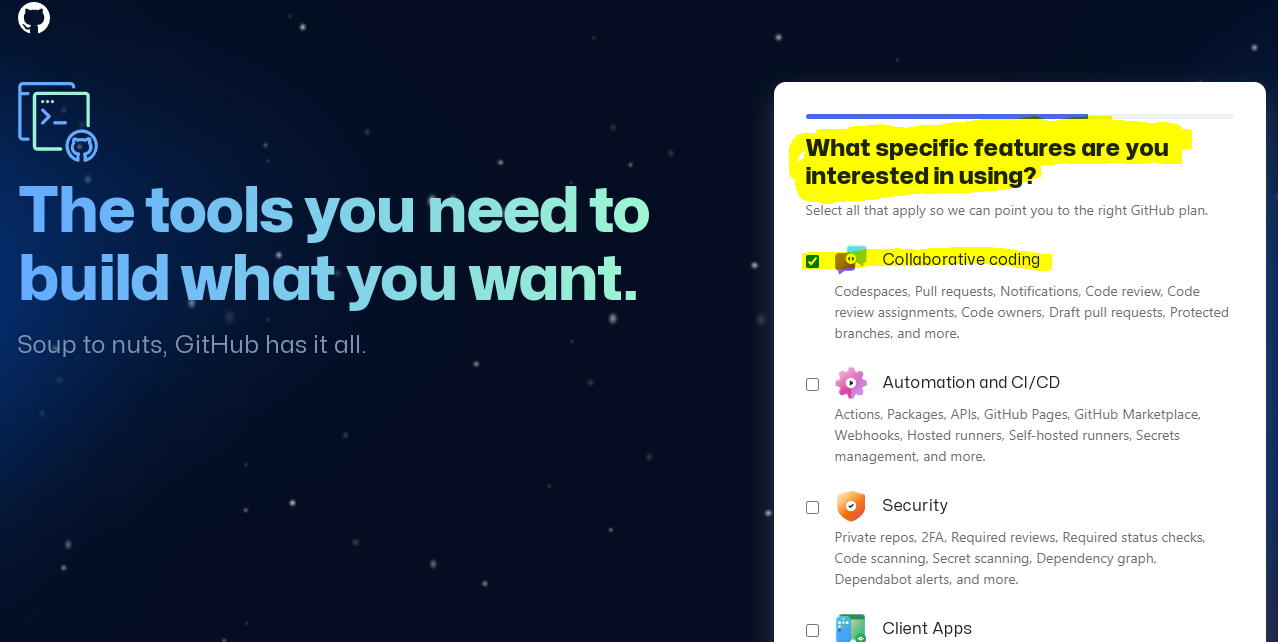 The tools you need to
build what you want.
Soup to nuts, GitHub has it all.
What specific features are you
interested in using?
Select all that apply so we can point you to the right GitHub plan.
Collaborative coding
Codespaces, Pull requests, Notifications, Code review, Code
review assignments, Code owners, Draft pull requests, Protected
branches, and more.
Automation and CI/CD
Actions, Packages, APIs, GitHub Pages, GitHub Marketplace,
Webhooks, Hosted runners, Self-hosted runners, Secrets
management, and more.
Security
Private repos, 2FA, Required reviews, Required status checks,
Code scanning, Secret scanning, Dependency graph,
Dependabot alerts, and more.
Client Apps